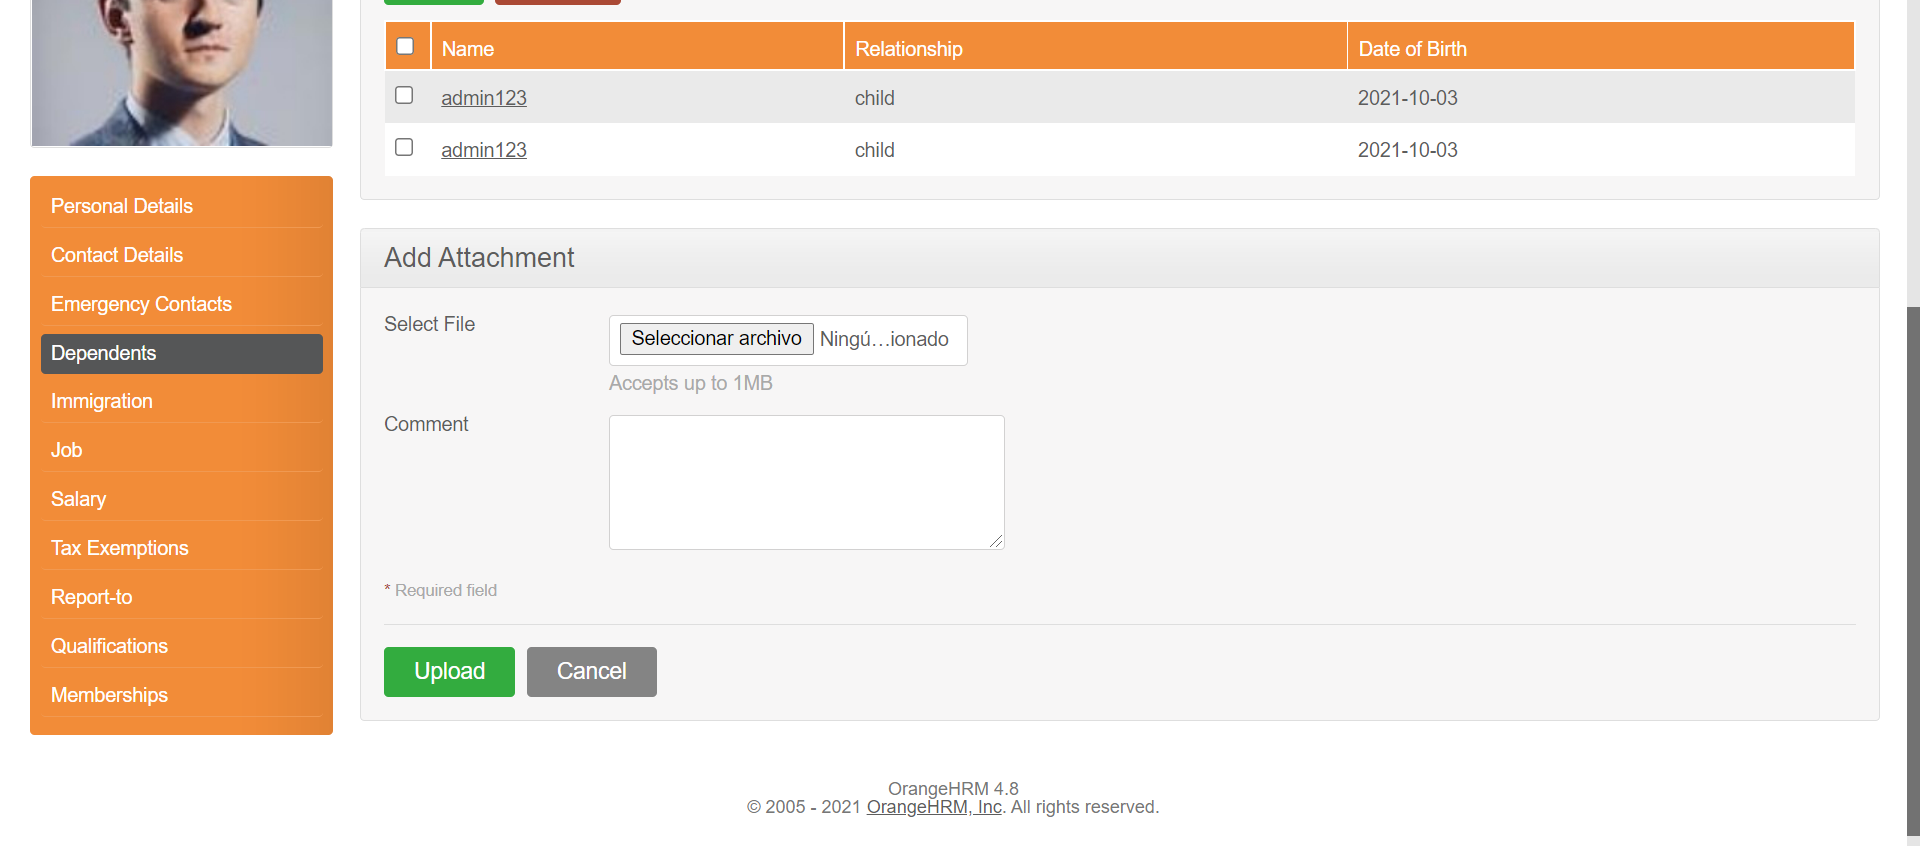 Name Relationship Date of Birth
admin123 child 2021-10-03
admin123 child 2021-10-03
Personal Details
Contact Details
Emergency Contacts
Dependents
Immigration
Job
Salary
Tax Exemptions
Report-to
Qualifications
Memberships
Add Attachment
Select File Seleccionar archivo Ningú...ionado
Accepts up to 1MB
Comment
* Required field
Upload Cancel
OrangeHRM 4.8
© 2005 - 2021 OrangeHRM, Inc. All rights reserved.